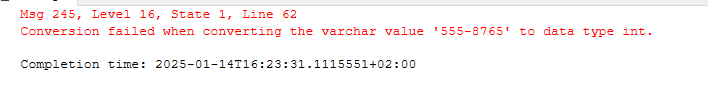 Msg 245, Level 16, State 1, Line 62
Conversion failed when converting the varchar value '555-8765' to data type int.
Completion time: 2025-01-14T16:23:31.1115551+02:00